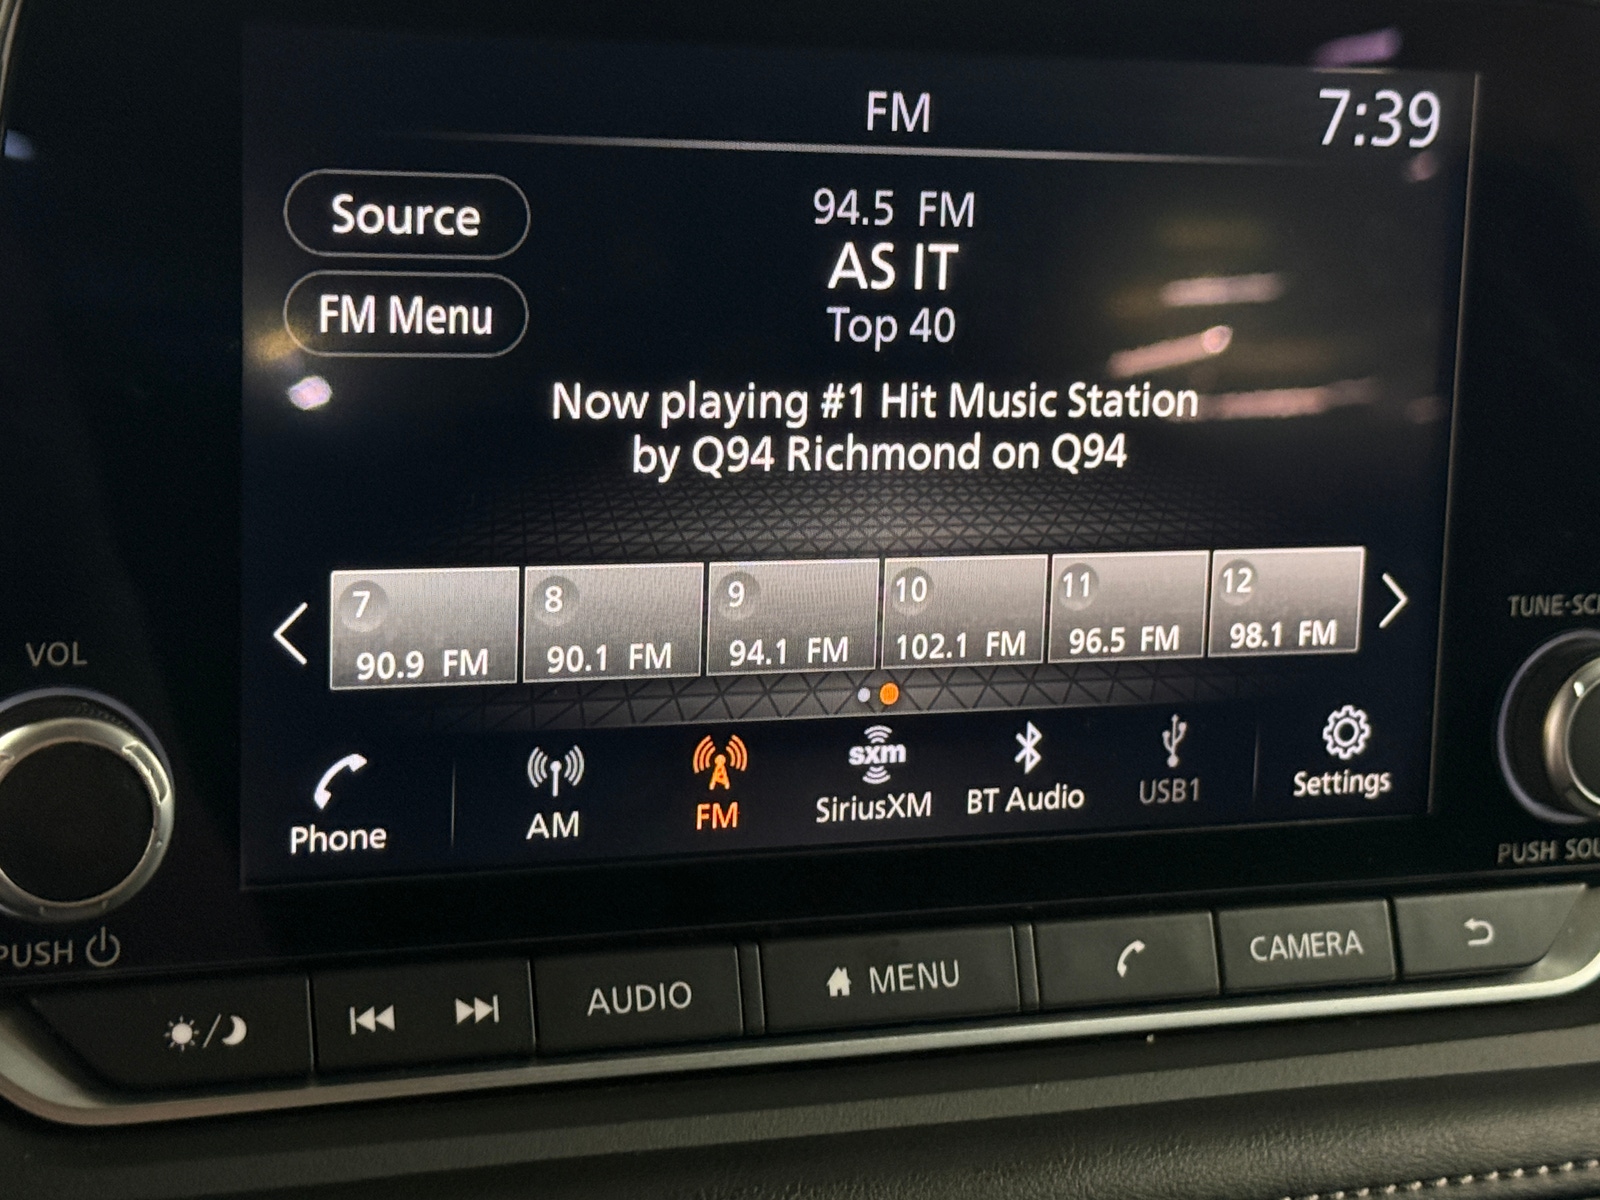 FM
7:39
Source
94.5 FM
AS IT
FM Menu
Top 40
Now playing #1 Hit Music Station
by Q94 Richmond on Q94
7
90.9 FM
8
90.1 FM
9
94.1 FM
10
102.1 FM
11
96.5 FM
12
98.1 FM
VOL
TUNE·SC
Phone
AM
FM
sxm
SiriusXM
BT Audio
USB1
Settings
PUSH
PUSH SOU
AUDIO
MENU
CAMERA